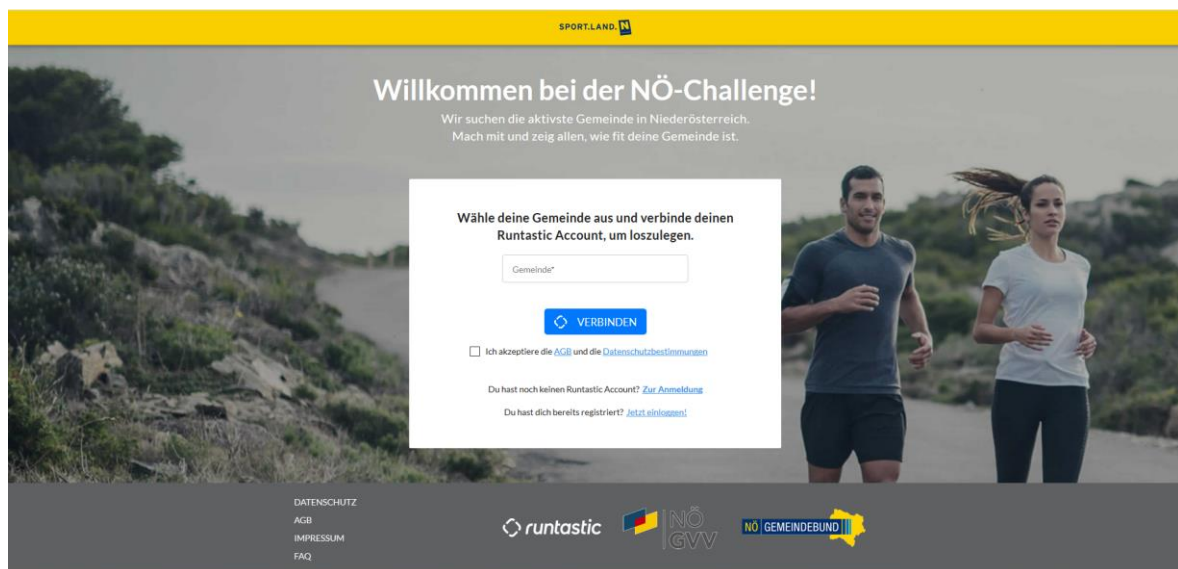 SPORT.LAND.N
Willkommen bei der NÖ-Challenge!
Wir suchen die aktivste Gemeinde in Niederösterreich.
Mach mit und zeig allen, wie fit deine Gemeinde ist.
Wähle deine Gemeinde aus und verbinde deinen
Runtastic Account, um loszulegen.
Gemeinde*
VERBINDEN
Ich akzeptiere die AGB und die Datenschutzbestimmungen
Du hast noch keinen Runtastic Account? Zur Anmeldung
Du hast dich bereits registriert? Jetzt einloggen!
DATENSCHUTZ
AGB
IMPRESSUM
FAQ
runtastic
NÖ
GVV
NÖ GEMEINDEBUND